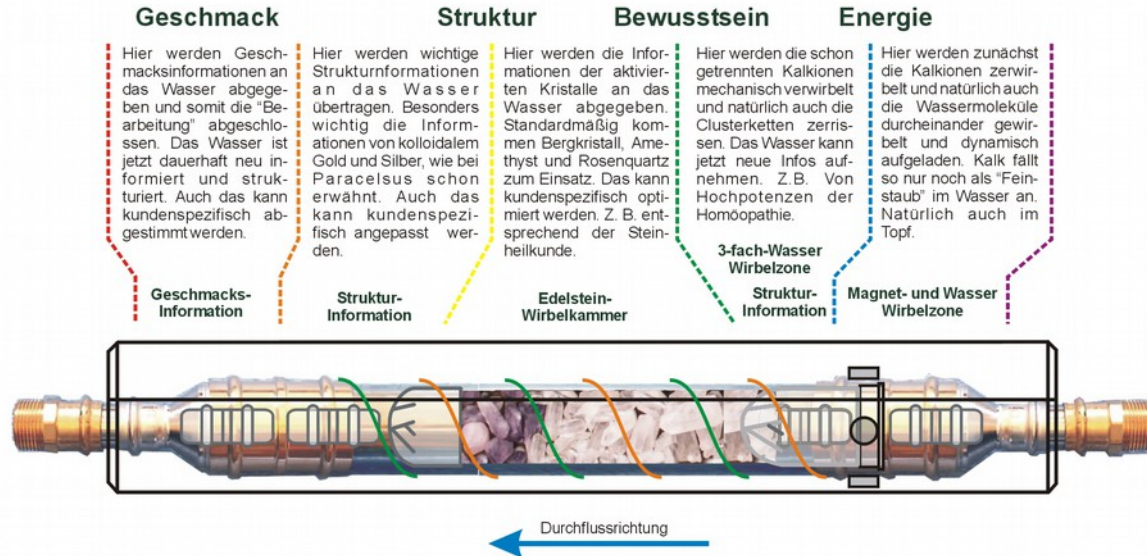 Geschmack
Struktur
Bewusstsein
Energie
Hier werden Gesch-
macksinformationen an
das Wasser abgege-
ben und somit die “Be-
arbeitung” abgeschlo-
ssen. Das Wasser ist
jetzt dauerhaft neu in-
formiert und struk-
turiert. Auch das kann
kundenspezifisch ab-
gestimmt werden.
Hier werden wichtige
Strukturnformationen
an das Wasser
übertragen. Besonders
wichtig die Inform-
ationen von kolloidalem
Gold und Silber, wie bei
Paracelsus schon
erwähnt. Auch das
kann kundenspezi-
fisch angepasst wer-
den.
Hier werden die Infor-
mationen der aktivier-
ten Kristalle an das
Wasser abgegeben.
Standardmäßig kom-
men Bergkristall, Ame-
thyst und Rosenquartz
zum Einsatz. Das kann
kundenspezifisch opti-
miert werden. Z. B. ent-
sprechend der Stein-
heilkunde.
Hier werden die schon
getrennten Kalkionen
mechanisch verwirbelt
und natürlich auch die
Clusterketten zerris-
sen. Das Wasser kann
jetzt neue Infos auf-
nehmen. Z.B. Von
Hochpotenzen der
Homöopathie.
Hier werden zunächst
die Kalkionen zerwir-
belt und natürlich auch
die Wassermoleküle
durcheinander gewir-
belt und dynamisch
aufgeladen. Kalk fällt
so nur noch als “Fein-
staub” im Wasser an.
Natürlich auch im
Topf.
Geschmacks-
Information
Struktur-
Information
Edelstein-
Wirbelkammer
3-fach-Wasser
Wirbelzone
Struktur-
Information
Magnet- und Wasser
Wirbelzone
Durchflussrichtung